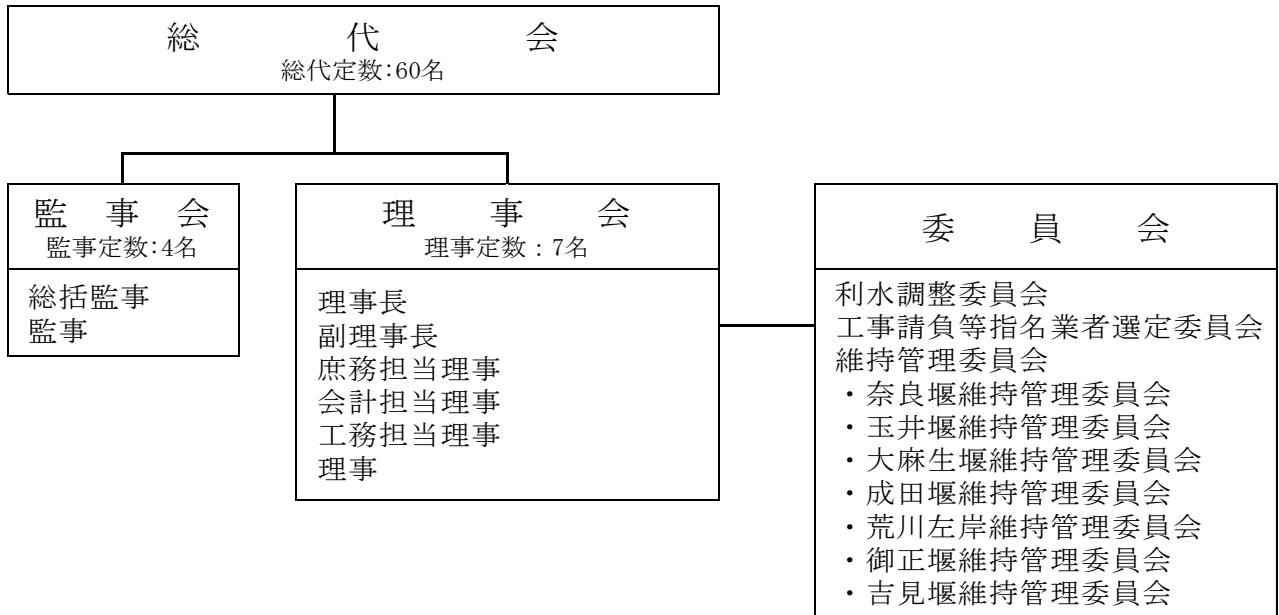 総代会
総代定数:60名
監事会
監事定数:4名
総括監事
監事
理事会
理事定数：7名
理事長
副理事長
庶務担当理事
会計担当理事
工務担当理事
理事
委員会
利水調整委員会
工事請負等指名業者選定委員会
維持管理委員会
・奈良堰維持管理委員会
・玉井堰維持管理委員会
・大麻生堰維持管理委員会
・成田堰維持管理委員会
・荒川左岸維持管理委員会
・御正堰維持管理委員会
・吉見堰維持管理委員会